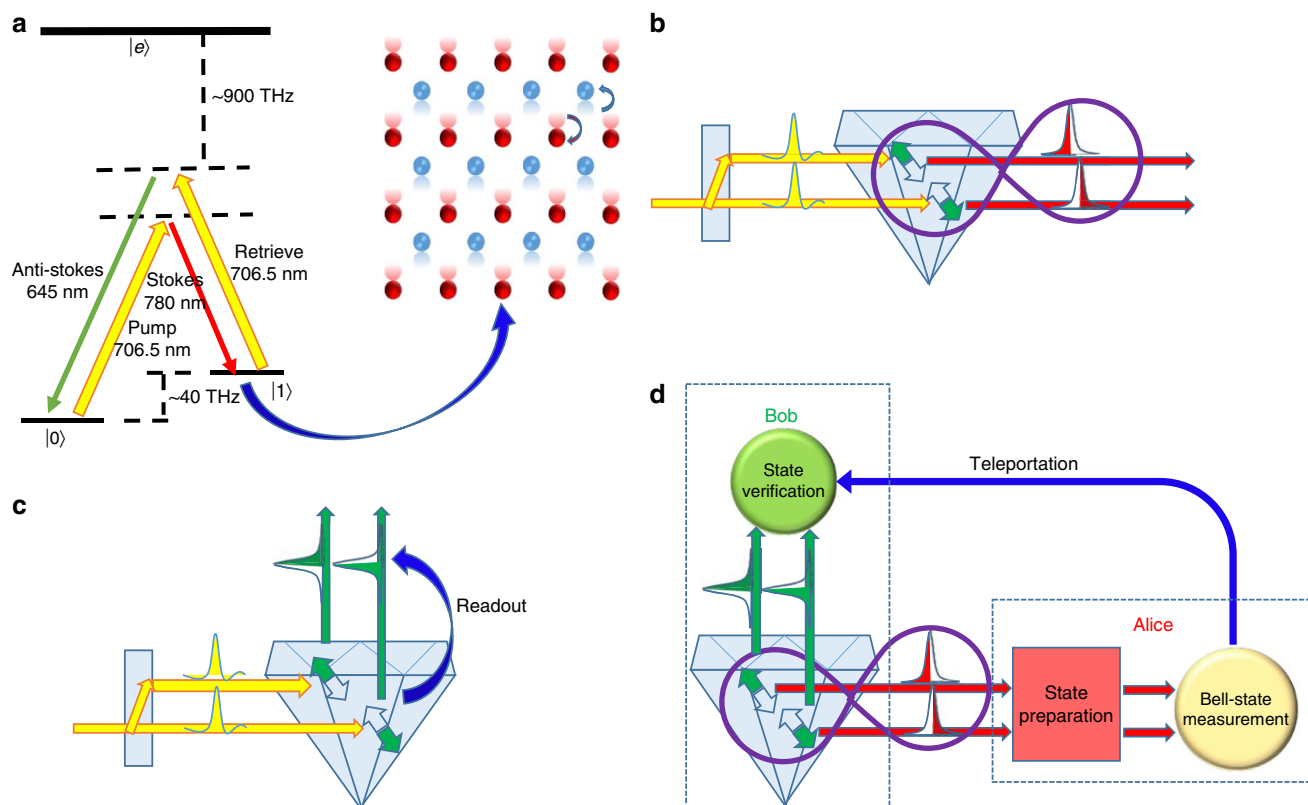 a
|e⟩
~900 THz
Anti-stokes
645 nm
Stokes
780 nm
Retrieve
706.5 nm
Pump
706.5 nm
~40 THz
|0⟩
|1⟩
b
c
Readout
d
Bob
State
verification
Teleportation
Alice
State
preparation
Bell-state
measurement